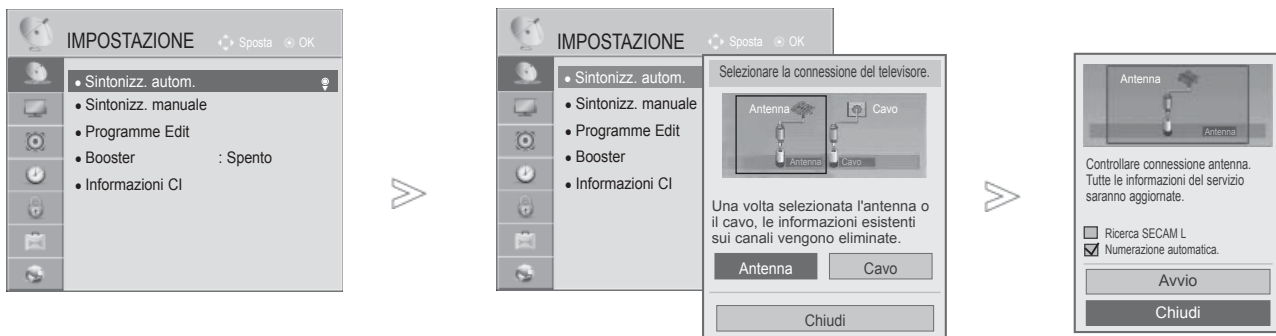 IMPOSTAZIONE Sposta OK
• Sintonizz. autom.
• Sintonizz. manuale
• Programme Edit
• Booster : Spento
• Informazioni CI
>>
IMPOSTAZIONE Sposta OK
• Sintonizz. autom.
• Sintonizz. manuale
• Programme Edit
• Booster
• Informazioni CI
Selezionare la connessione del televisore.
Antenna Cavo
Antenna Cavo
Una volta selezionata l'antenna o
il cavo, le informazioni esistenti
sui canali vengono eliminate.
Antenna Cavo
Chiudi
>>
Antenna
Antenna
Controllare connessione antenna.
Tutte le informazioni del servizio
saranno aggiornate.
Ricerca SECAM L
Numerazione automatica.
Avvio
Chiudi